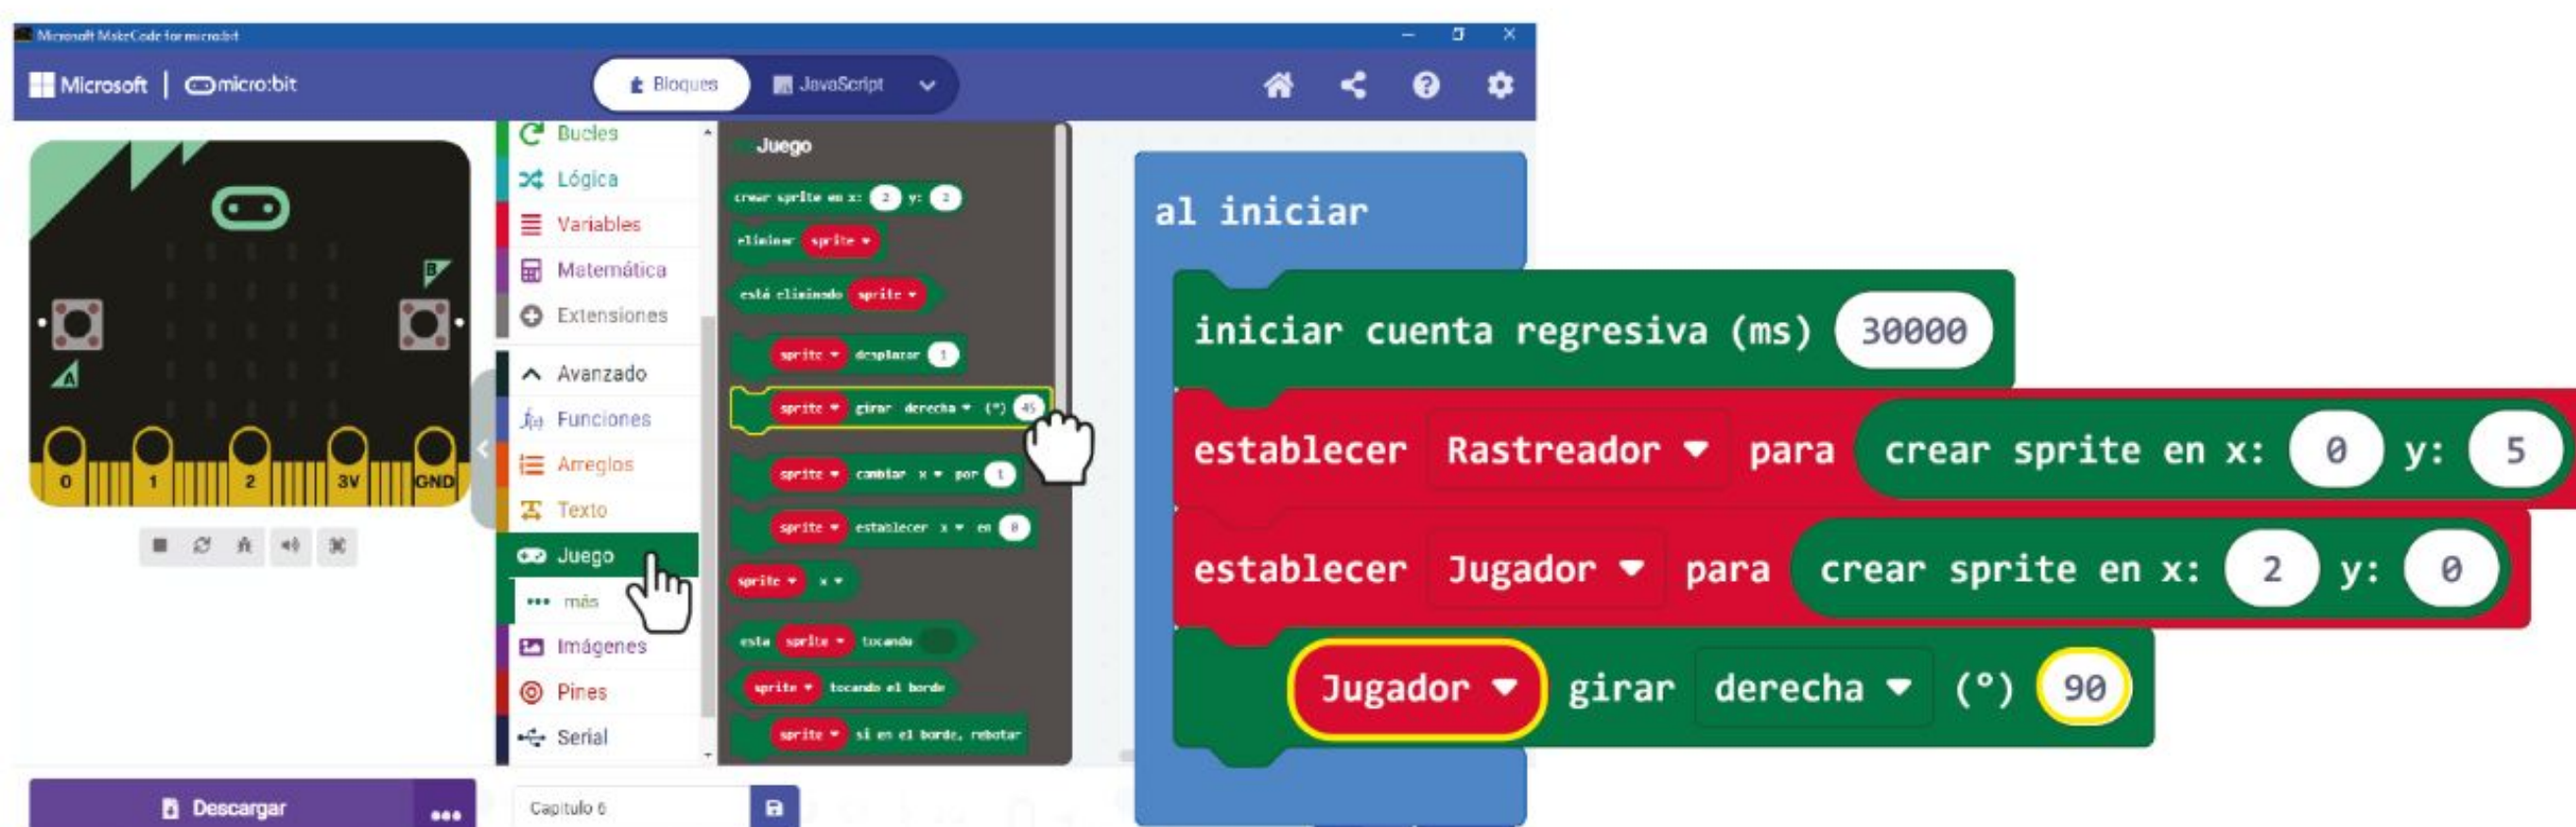 Microsoft MakeCode for micro:bit
Microsoft | micro:bit
Bloques
JavaScript
B
A
0 1 2 3V GND
Descargar
Bucles
Lógica
Variables
Matemática
Extensiones
Avanzado
f(x) Funciones
Arreglos
Texto
Juego
más
Imágenes
Pines
Serial
Capitulo 6
Juego
crear sprite en x: 2 y: 2
eliminar sprite
está eliminado sprite
sprite desplazar 1
sprite girar derecha (°) 45
sprite cambiar x por 1
sprite establecer x en 0
sprite x
esta sprite tocando
sprite tocando el borde
sprite si en el borde, rebotar
al iniciar
iniciar cuenta regresiva (ms) 30000
establecer Rastreador para crear sprite en x: 0 y: 5
establecer Jugador para crear sprite en x: 2 y: 0
Jugador girar derecha (°) 90